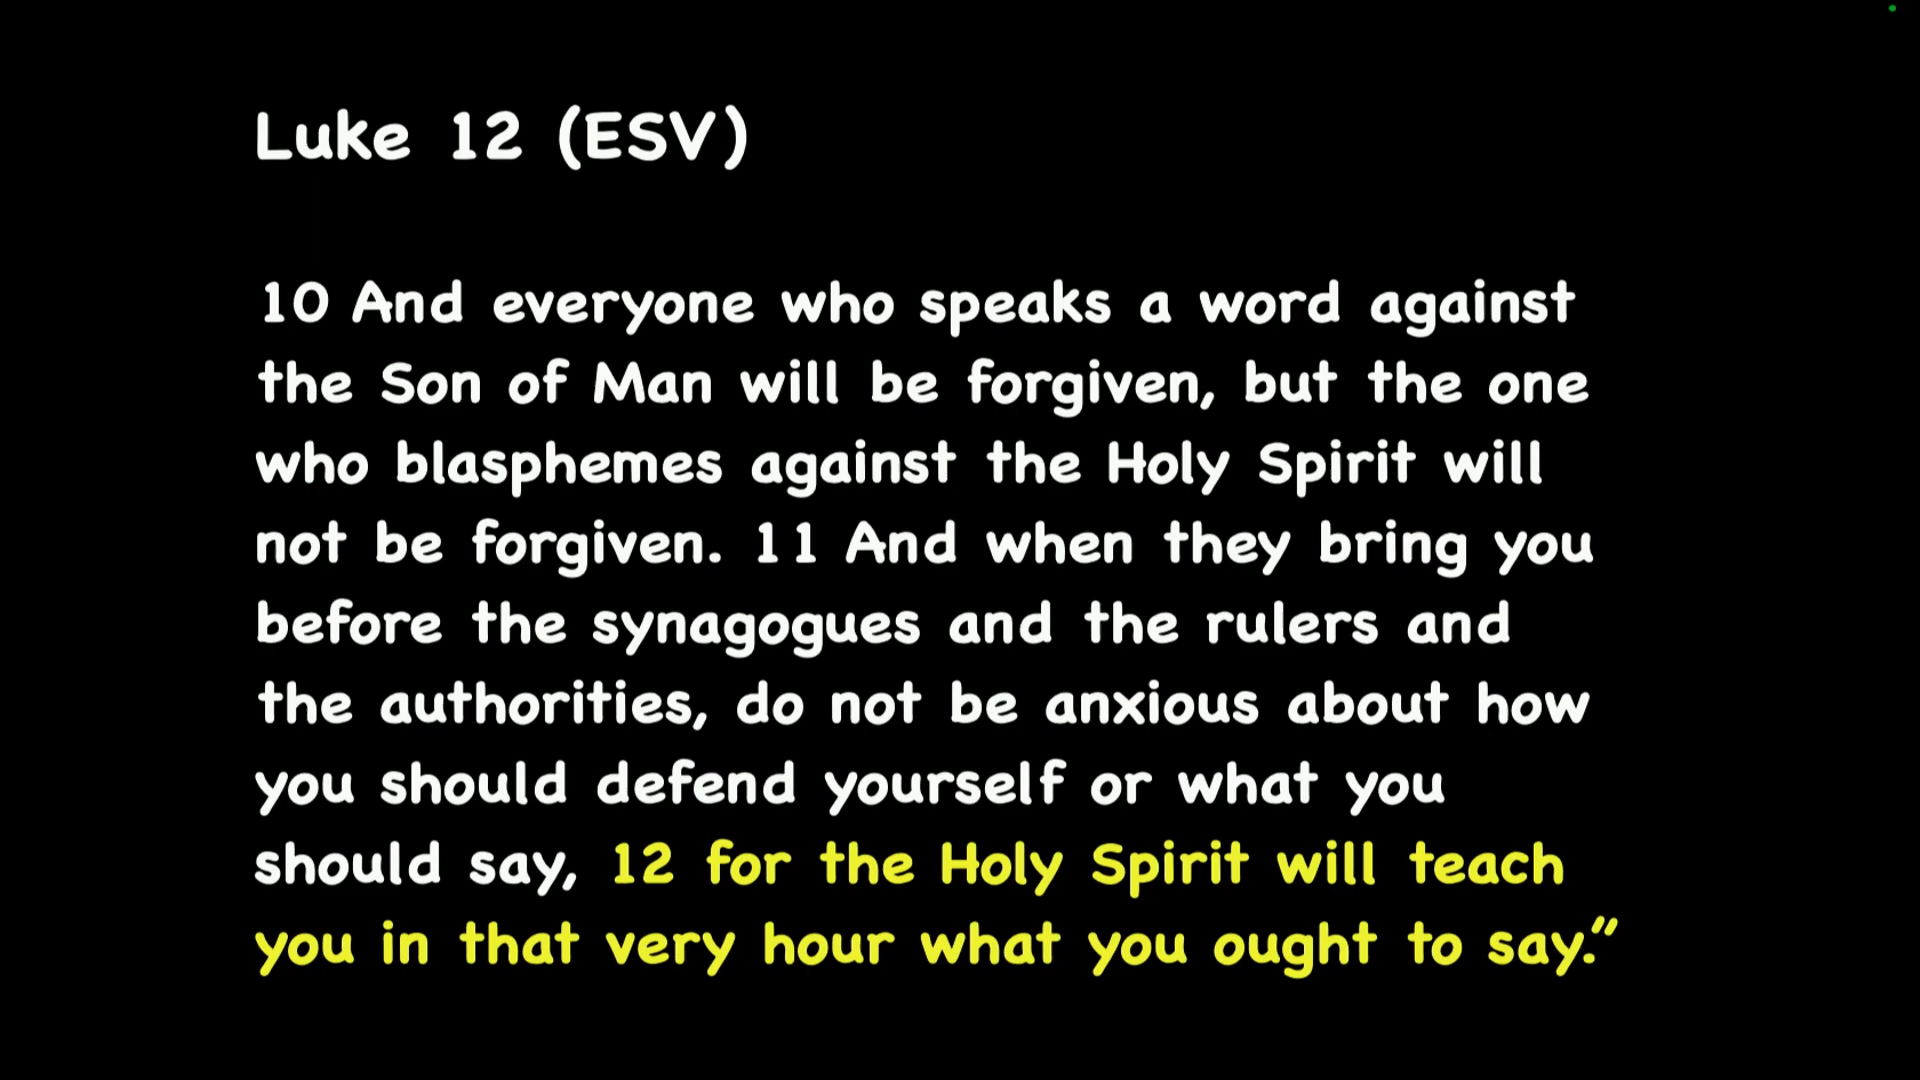 Luke 12 (ESV)
10 And everyone who speaks a word against
the Son of Man will be forgiven, but the one
who blasphemes against the Holy Spirit will
not be forgiven. 11 And when they bring you
before the synagogues and the rulers and
the authorities, do not be anxious about how
you should defend yourself or what you
should say, 12 for the Holy Spirit will teach
you in that very hour what you ought to say.”